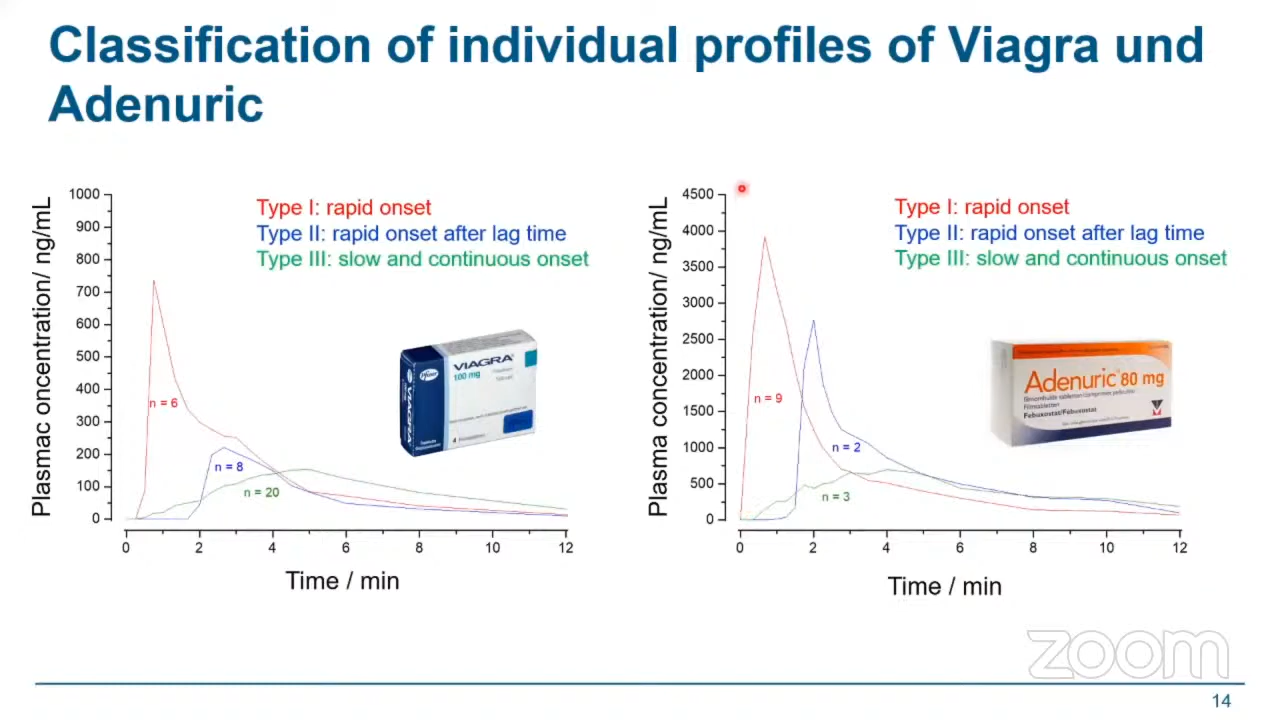 Classification of individual profiles of Viagra und
Adenuric
Plasmac oncentration/ ng/mL
1000
900
800
700
600
500
400
300
200
100
0
Type I: rapid onset
Type II: rapid onset after lag time
Type III: slow and continuous onset
Pfizer
VIAGRA
VIAGRA®
100 mg
n = 6
n = 8
n = 20
0 2 4 6 8 10 12
Time / min
Plasma concentration/ ng/mL
4500
4000
3500
3000
2500
2000
1500
1000
500
0
Type I: rapid onset
Type II: rapid onset after lag time
Type III: slow and continuous onset
Adenuric® 80 mg
Filmtabletten
Febuxostat/Febuxostat
n = 9
n = 2
n = 3
0 2 4 6 8 10 12
Time / min
zoom
14